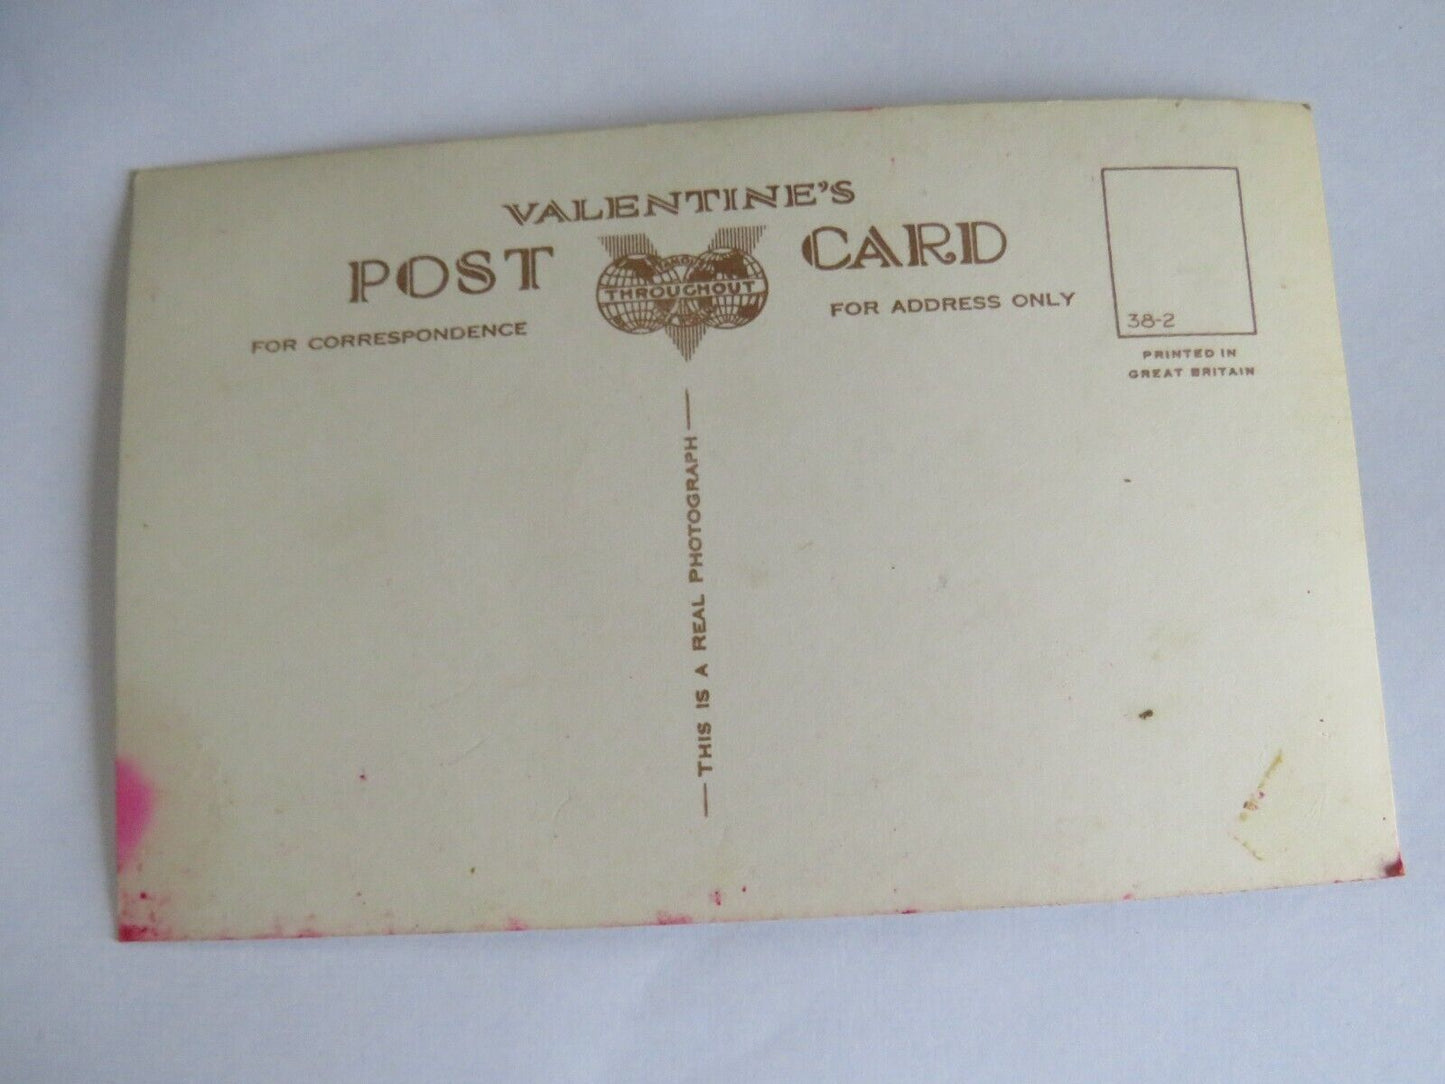 VALENTINE'S
POST CARD
THROUGHOUT
FOR CORRESPONDENCE
FOR ADDRESS ONLY
38-2
PRINTED IN
GREAT BRITAIN
THIS IS A REAL PHOTOGRAPH